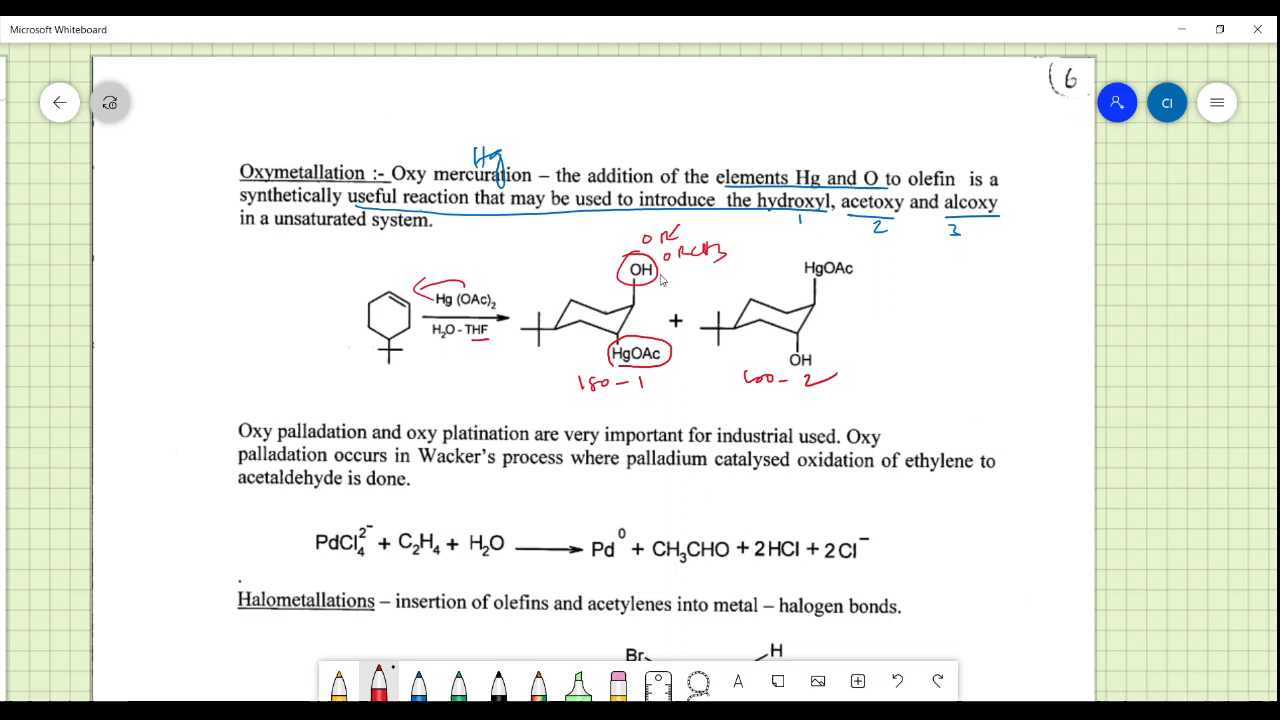 Microsoft Whiteboard
(6
CI
Hg
Oxymetallation :- Oxy mercuration – the addition of the elements Hg and O to olefin is a
synthetically useful reaction that may be used to introduce the hydroxyl, acetoxy and alcoxy
in a unsaturated system.
1 2 3
OR
ORCH3
OH
HgOAc
Hg (OAc)2
H2O - THF
+
HgOAc
OH
Iso - 1
2
Oxy palladation and oxy platination are very important for industrial used. Oxy
palladation occurs in Wacker's process where palladium catalysed oxidation of ethylene to
acetaldehyde is done.
PdCl4^2- + C2H4 + H2O ⟶ Pd^0 + CH3CHO + 2HCl + 2Cl^-
Halometallations – insertion of olefins and acetylenes into metal – halogen bonds.
Br
H
A